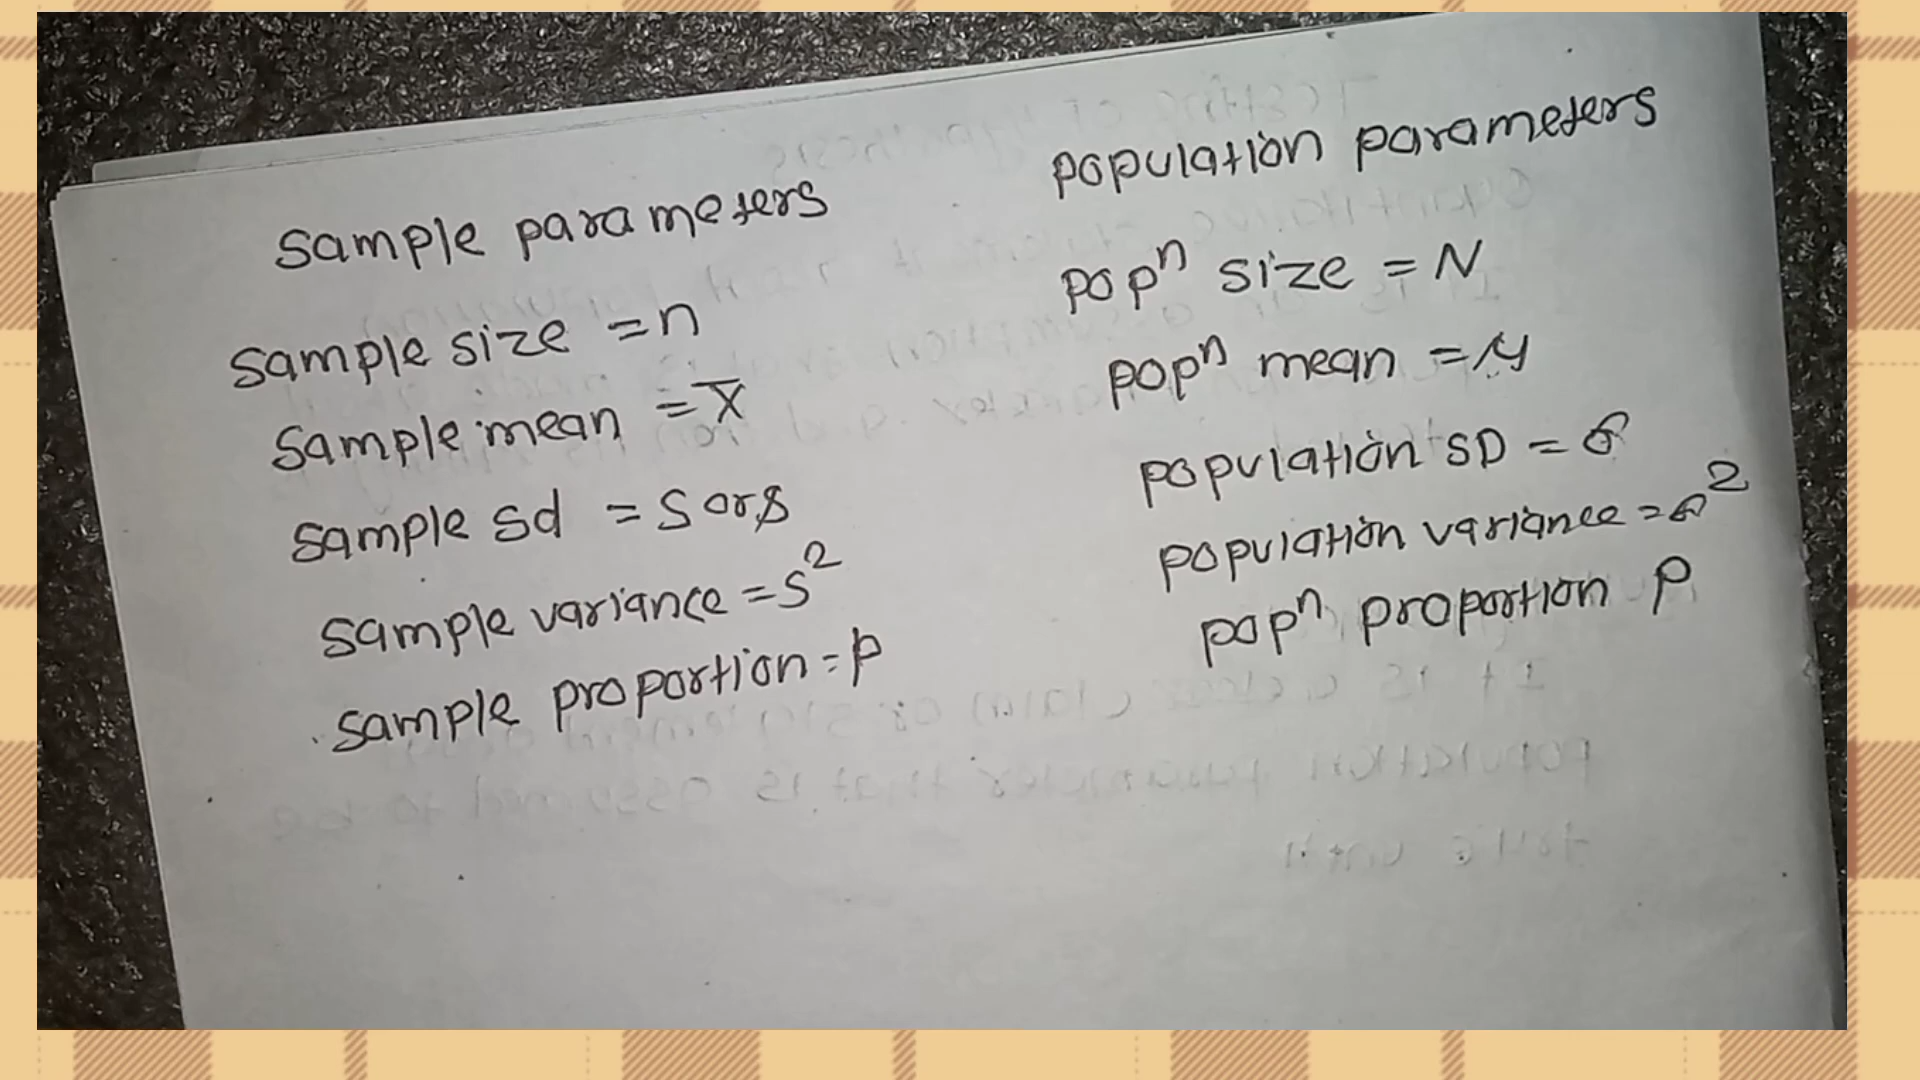 Sample parameters
Sample size = n
Sample mean = x̅
Sample sd = S or s
Sample variance = s²
Sample proportion = p
population parameters
popⁿ size = N
popⁿ mean = μ
population SD = σ
population variance = σ²
popⁿ proportion P